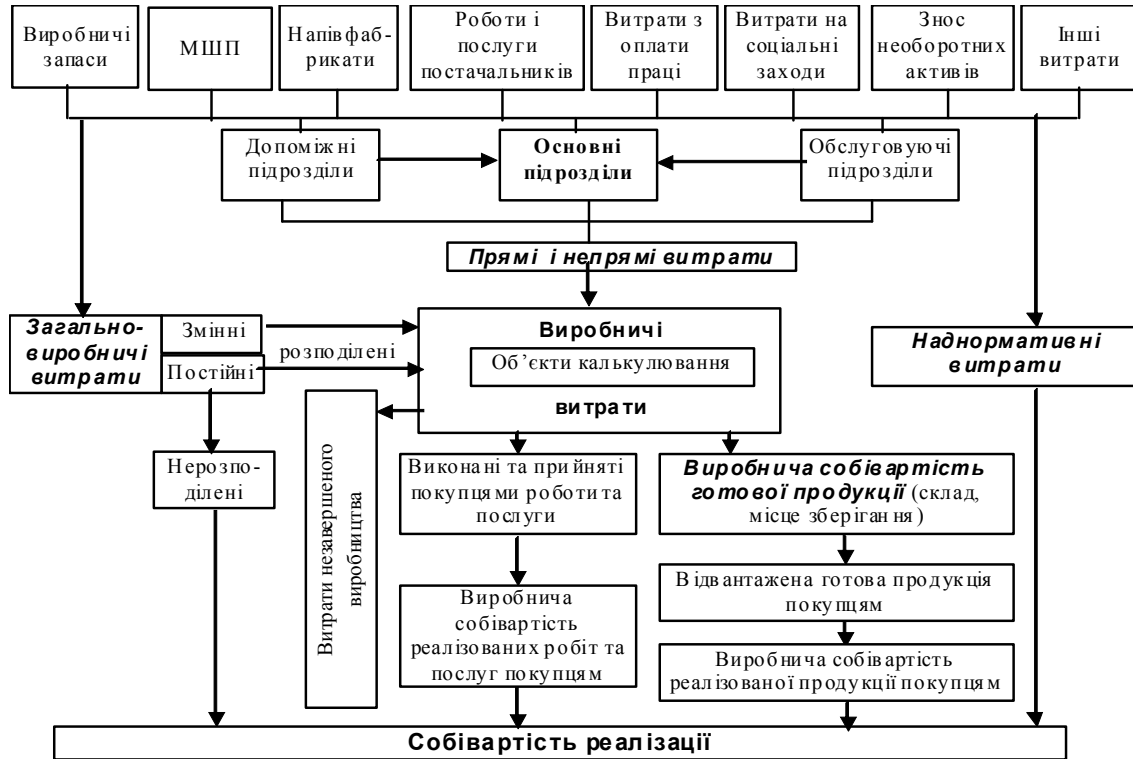 Виробничі
запаси
МШП
Напівфаб-
рикати
Роботи і
послуги
постачальників
Витрати з
оплати
праці
Витрати на
соціальні
заходи
Знос
необоротних
активів
Інші
витрати
Допоміжні
підрозділи
Основні
підрозділи
Обслуговуючі
підрозділи
Прямі і непрямі витрати
Загально-
виробничі
витрати
Змінні
Постійні
розподілені
Виробничі
Об’єкти калькулювання
витрати
Наднормативні
витрати
Нерозпо-
ділені
Витрати незавершеного
виробництва
Виконані та прийняті
покупцями роботи та
послуги
Виробнича собівартість
готової продукції (склад,
місце зберігання)
Виробнича
собівартість
реалізованих робіт та
послуг покупцям
Відвантажена готова продукція
покупцям
Виробнича собівартість
реалізованої продукції покупцям
Собівартість реалізації